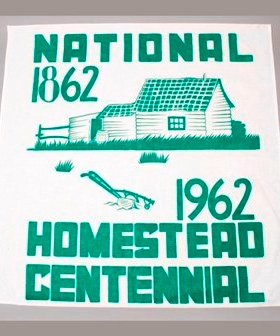 NATIONAL
1862
1962
HOMESTEAD
CENTENNIAL